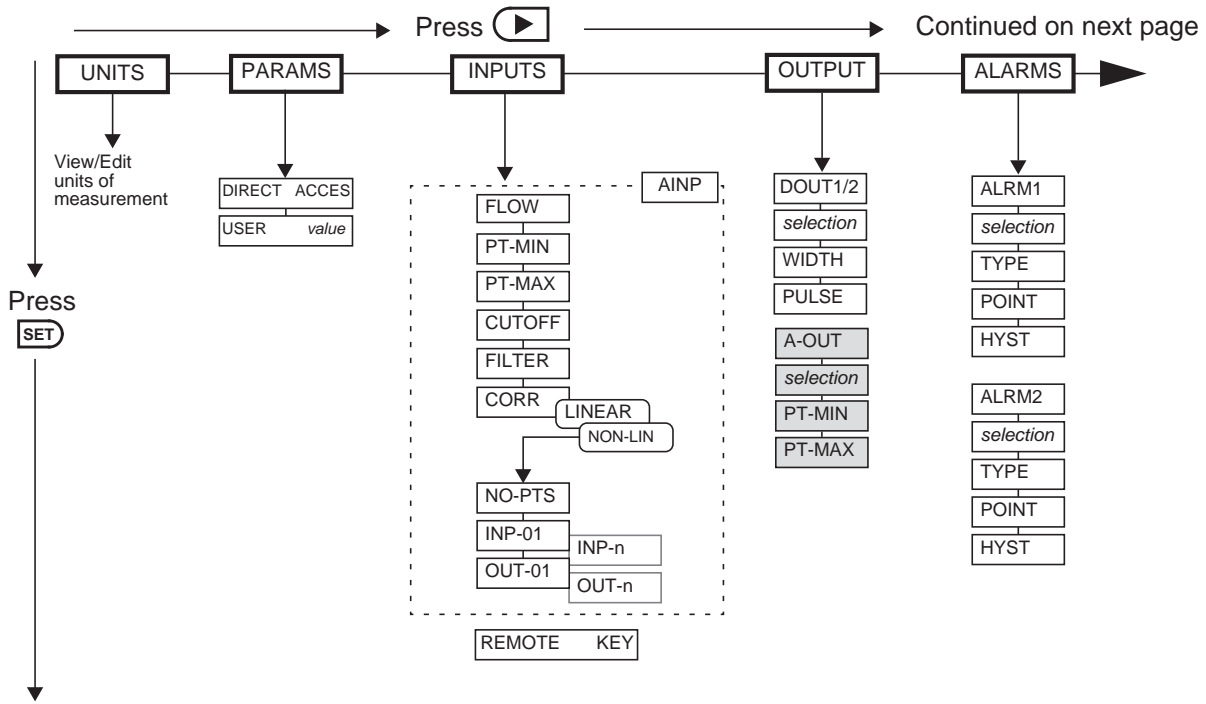 Press
Continued on next page
UNITS
PARAMS
INPUTS
OUTPUT
ALARMS
View/Edit
units of
measurement
DIRECT ACCES
USER value
AINP
FLOW
PT-MIN
PT-MAX
CUTOFF
FILTER
CORR
LINEAR
NON-LIN
NO-PTS
INP-01
INP-n
OUT-01
OUT-n
REMOTE KEY
DOUT1/2
selection
WIDTH
PULSE
A-OUT
selection
PT-MIN
PT-MAX
ALRM1
selection
TYPE
POINT
HYST
ALRM2
selection
TYPE
POINT
HYST
Press
SET